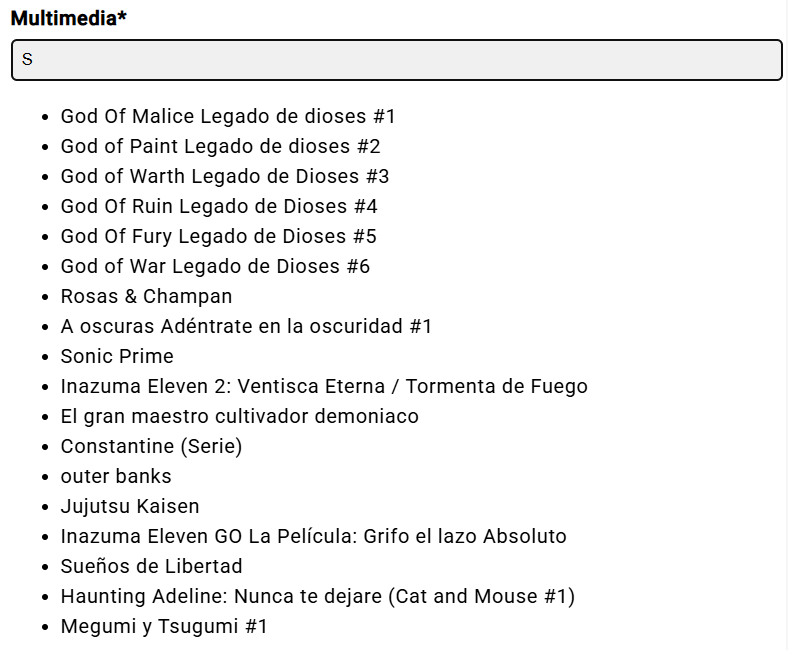 Multimedia*
S
God Of Malice Legado de dioses #1
God of Paint Legado de dioses #2
God of Warth Legado de Dioses #3
God Of Ruin Legado de Dioses #4
God Of Fury Legado de Dioses #5
God of War Legado de Dioses #6
Rosas & Champan
A oscuras Adéntrate en la oscuridad #1
Sonic Prime
Inazuma Eleven 2: Ventisca Eterna / Tormenta de Fuego
El gran maestro cultivador demoniaco
Constantine (Serie)
outer banks
Jujutsu Kaisen
Inazuma Eleven GO La Película: Grifo el lazo Absoluto
Sueños de Libertad
Haunting Adeline: Nunca te dejare (Cat and Mouse #1)
Megumi y Tsugumi #1